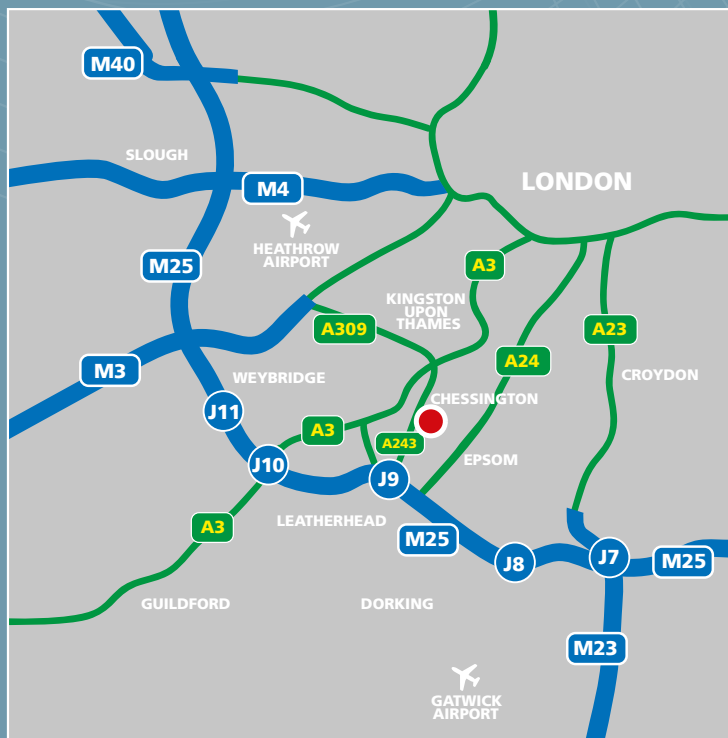 M40
SLOUGH
M4
LONDON
HEATHROW
AIRPORT
M25
A3
KINGSTON
UPON
THAMES
A309
A23
A24
M3
WEYBRIDGE
CROYDON
CHESSINGTON
J11
A3
A243
J10
EPSOM
J9
LEATHERHEAD
A3
M25
J8
J7
M25
GUILDFORD
DORKING
M23
GATWICK
AIRPORT